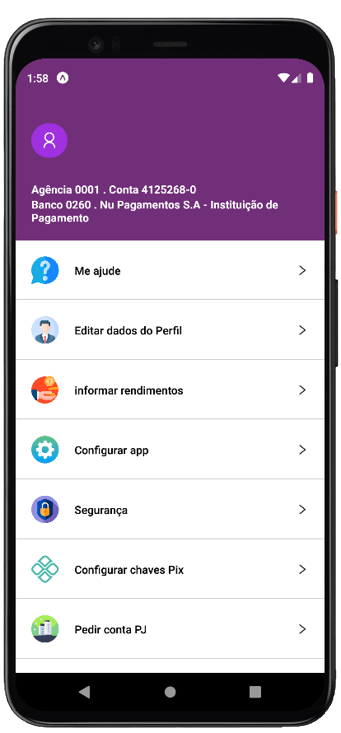 1:58
Agência 0001 . Conta 4125268-0
Banco 0260 . Nu Pagamentos S.A - Instituição de
Pagamento
Me ajude
Editar dados do Perfil
informar rendimentos
Configurar app
Segurança
Configurar chaves Pix
Pedir conta PJ